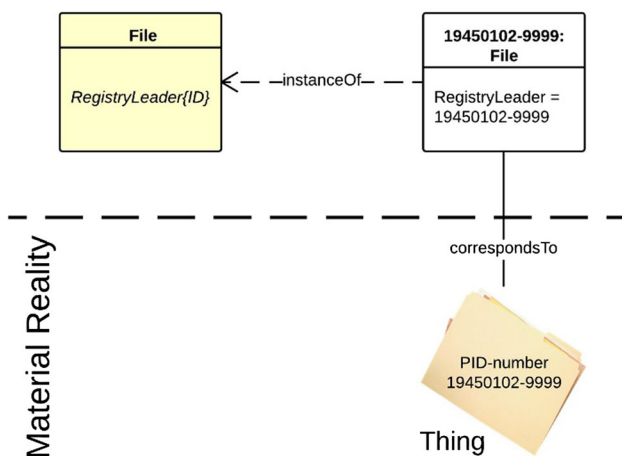 File
RegistryLeader{ID}
instanceOf
19450102-9999:
File
RegistryLeader =
19450102-9999
correspondsTo
Material Reality
PID-number
19450102-9999
Thing